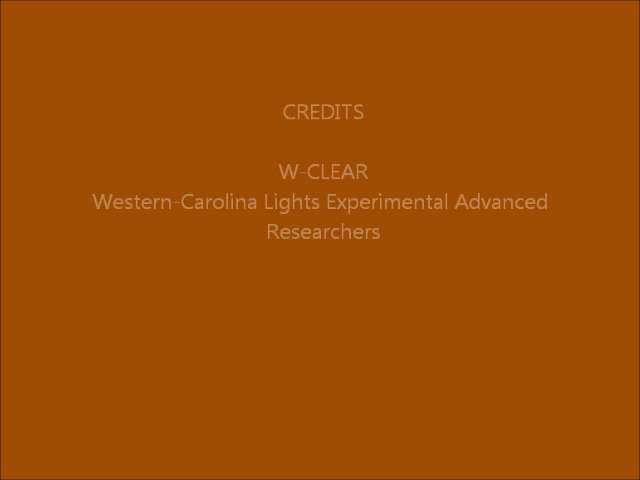 CREDITS
W-CLEAR
Western-Carolina Lights Experimental Advanced
Researchers